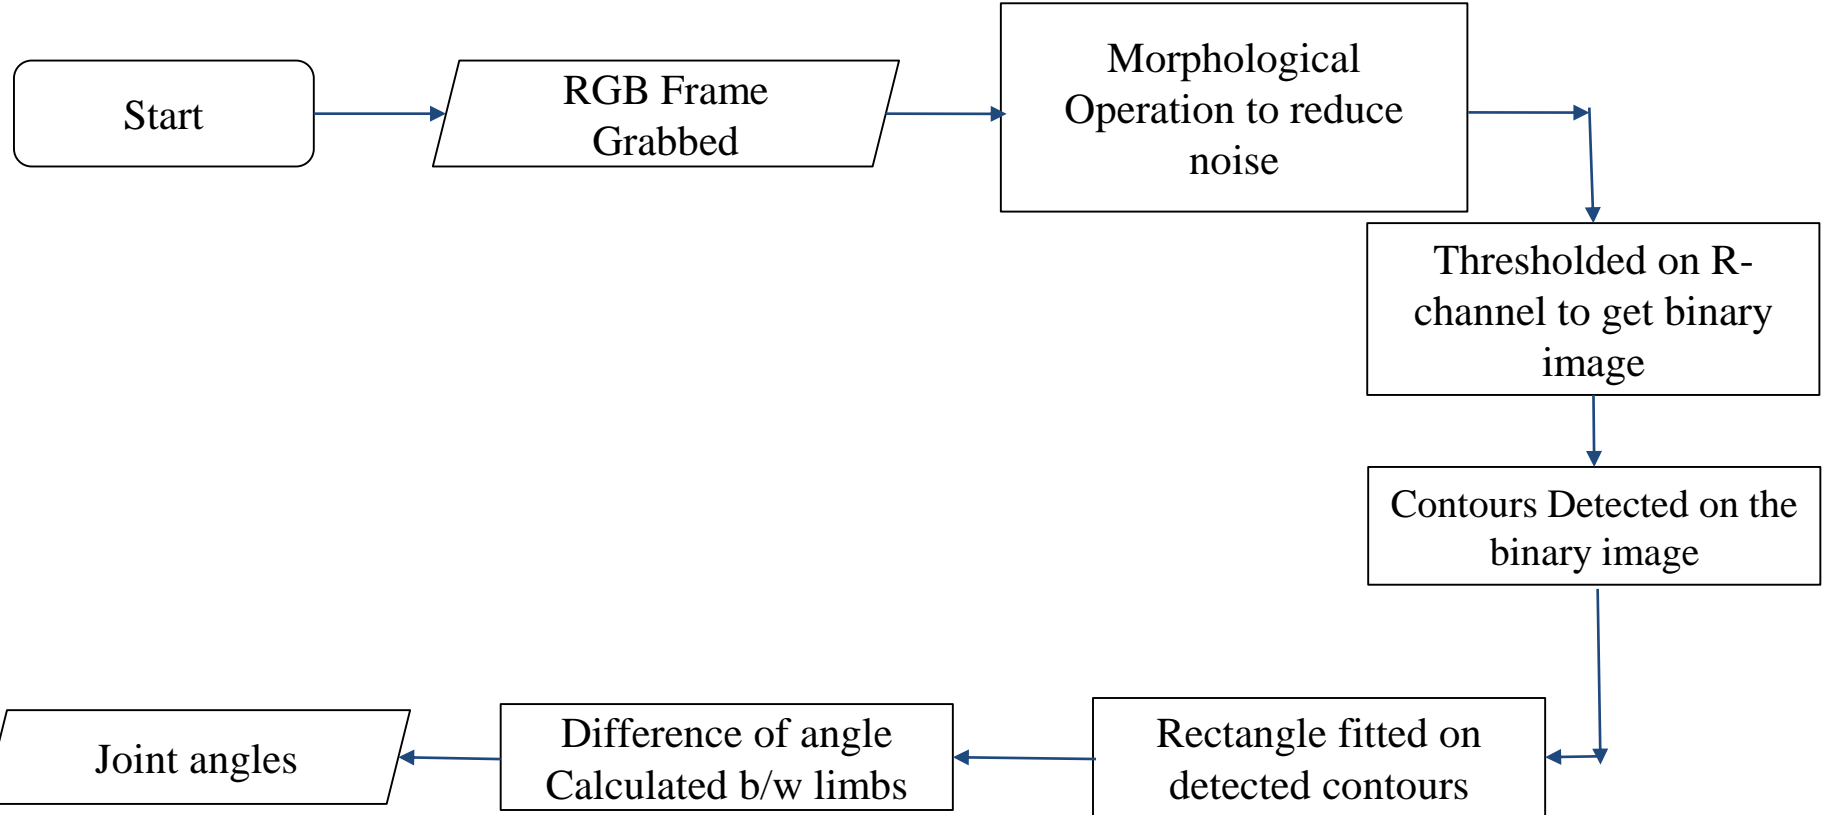 Start
RGB Frame
Grabbed
Morphological
Operation to reduce
noise
Thresholded on R-
channel to get binary
image
Contours Detected on the
binary image
Rectangle fitted on
detected contours
Difference of angle
Calculated b/w limbs
Joint angles